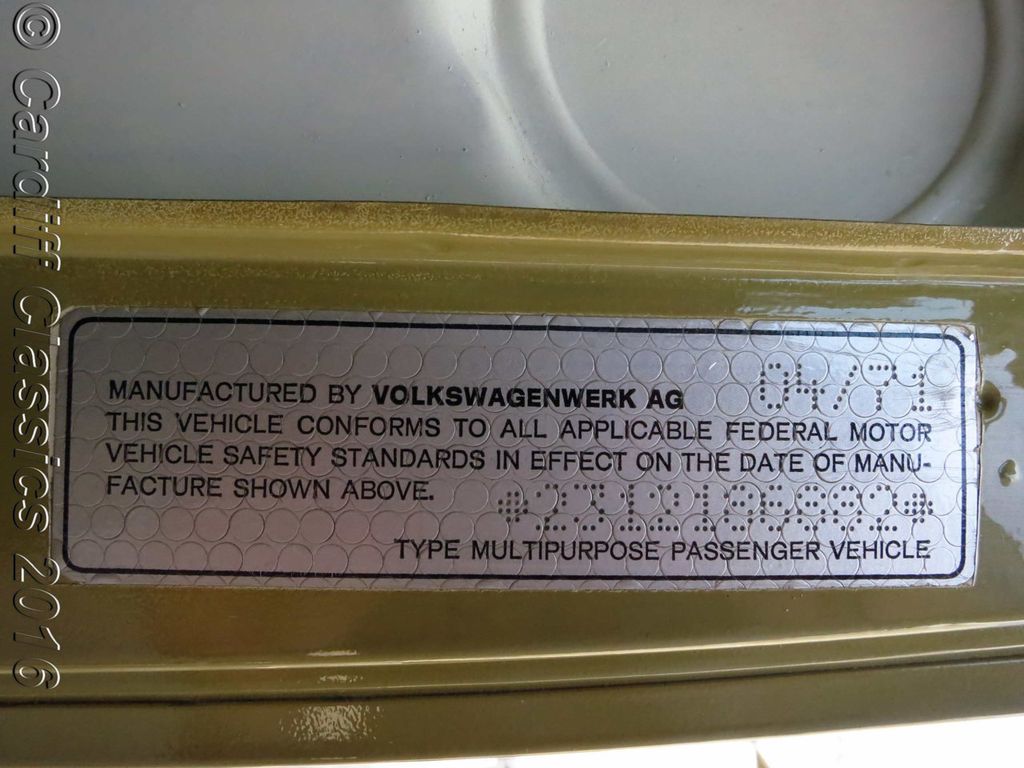 © Cardiff Classics 2016
04/71
MANUFACTURED BY VOLKSWAGENWERK AG
THIS VEHICLE CONFORMS TO ALL APPLICABLE FEDERAL MOTOR
VEHICLE SAFETY STANDARDS IN EFFECT ON THE DATE OF MANU-
FACTURE SHOWN ABOVE.
TYPE MULTIPURPOSE PASSENGER VEHICLE